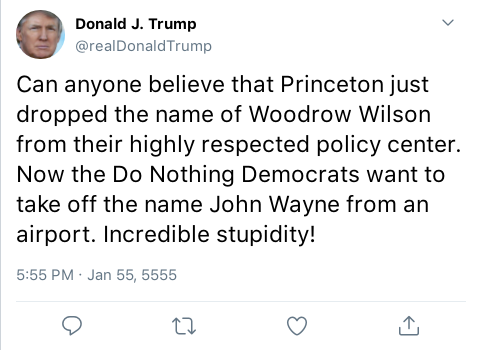 Donald J. Trump
@realDonaldTrump
Can anyone believe that Princeton just
dropped the name of Woodrow Wilson
from their highly respected policy center.
Now the Do Nothing Democrats want to
take off the name John Wayne from an
airport. Incredible stupidity!
5:55 PM · Jan 55, 5555